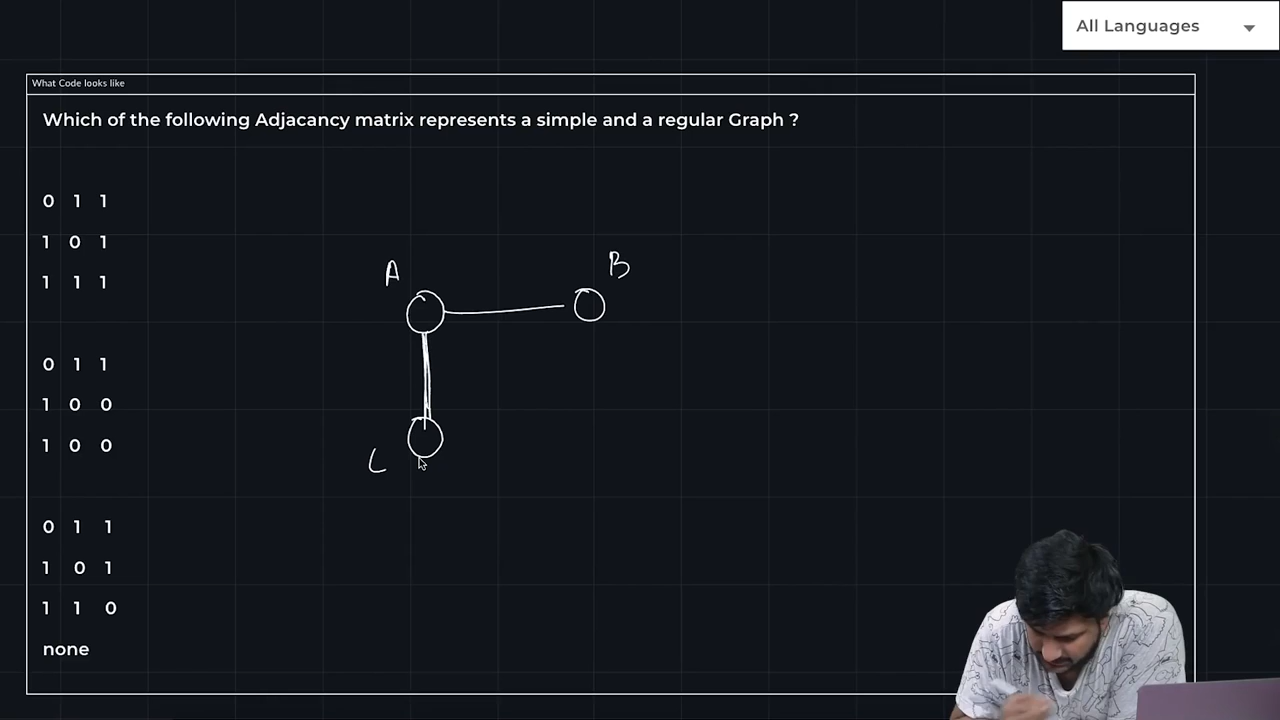 All Languages
What Code looks like
Which of the following Adjacancy matrix represents a simple and a regular Graph ?
0 1 1
1 0 1
1 1 1
0 1 1
1 0 0
1 0 0
0 1 1
1 0 1
1 1 0
none
A
B
C